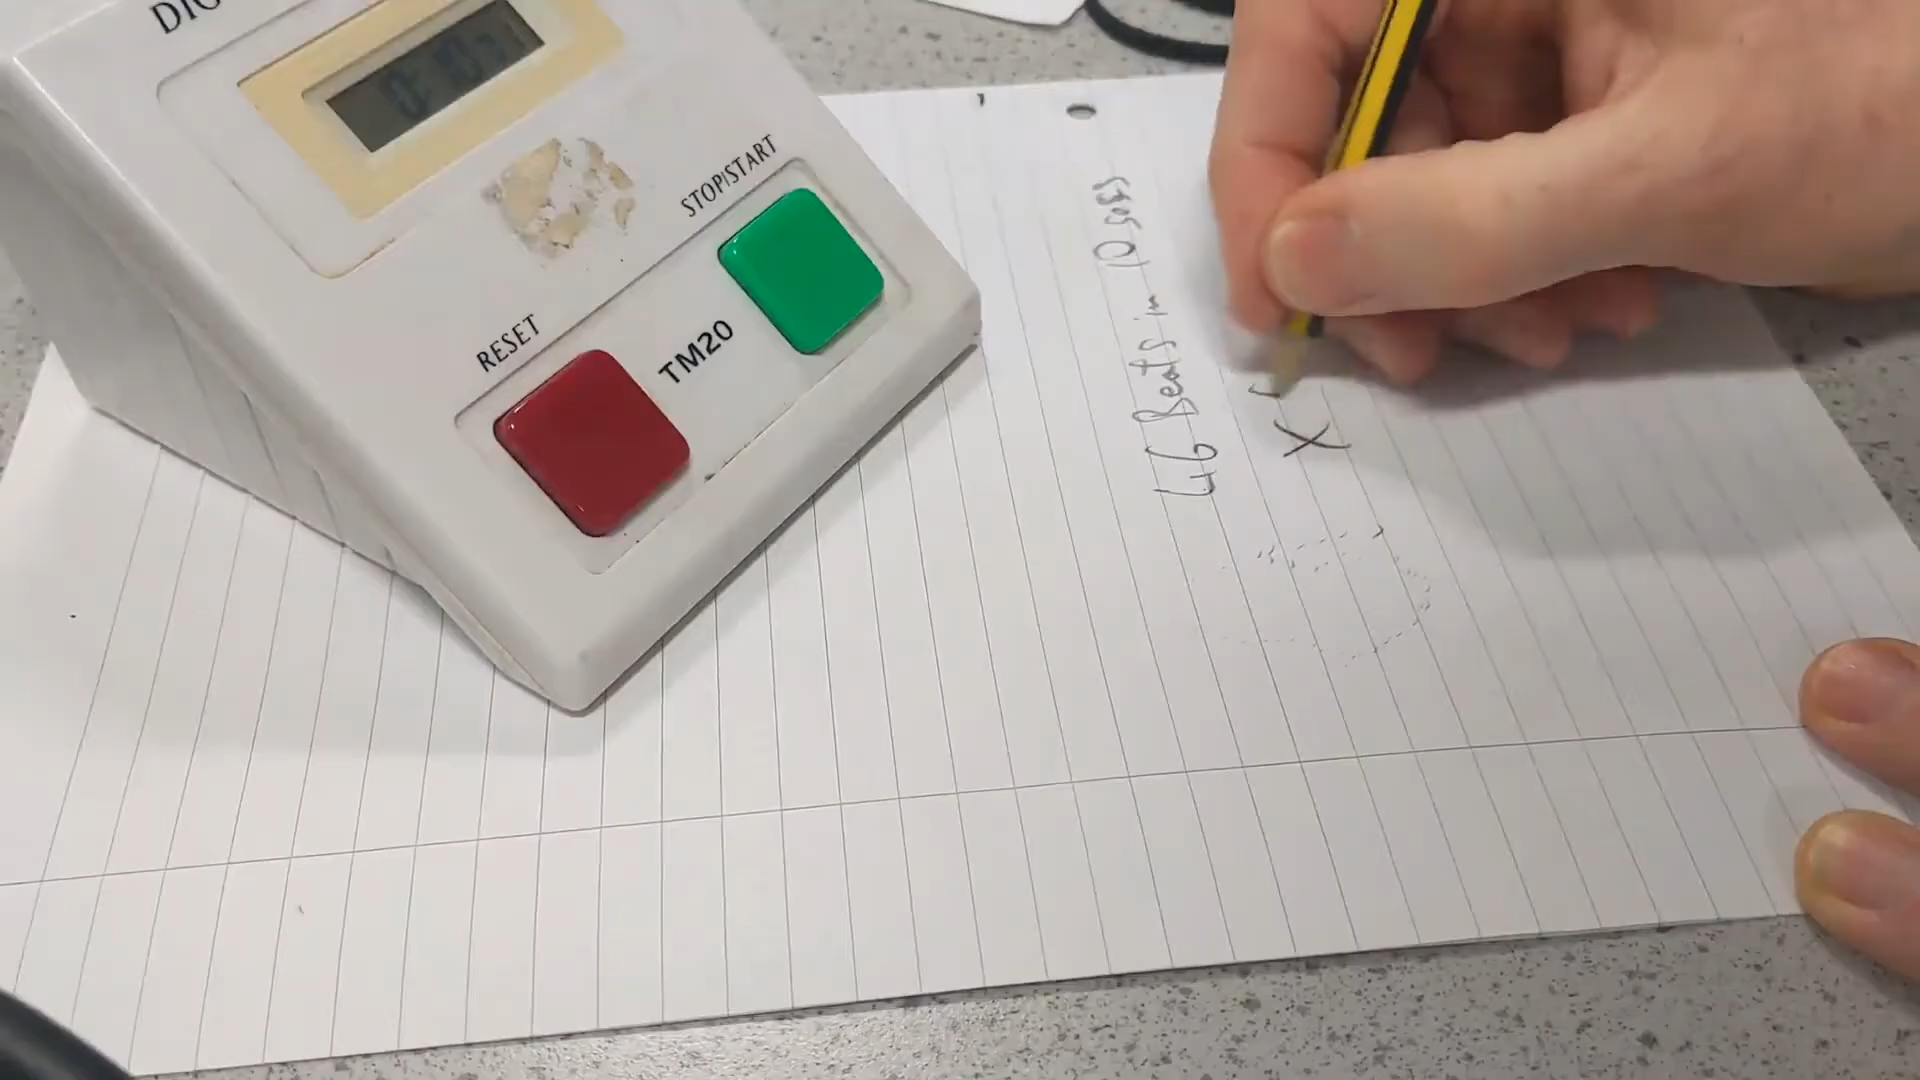 DIG
STOP/START
RESET
TM20
46 Beats in 10 secs
X